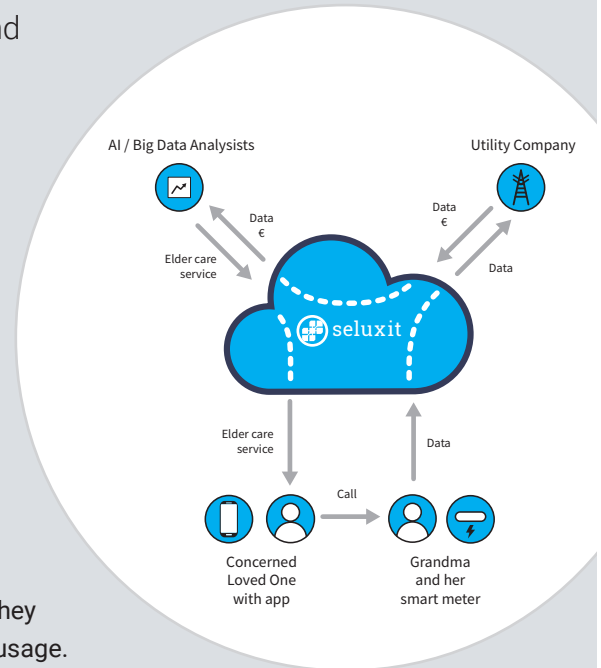 nd
AI / Big Data Analysists
Utility Company
Data
€
Data
€
Elder care
service
Data
seluxit
Elder care
service
Data
Call
Concerned
Loved One
with app
Grandma
and her
smart meter
hey
usage.